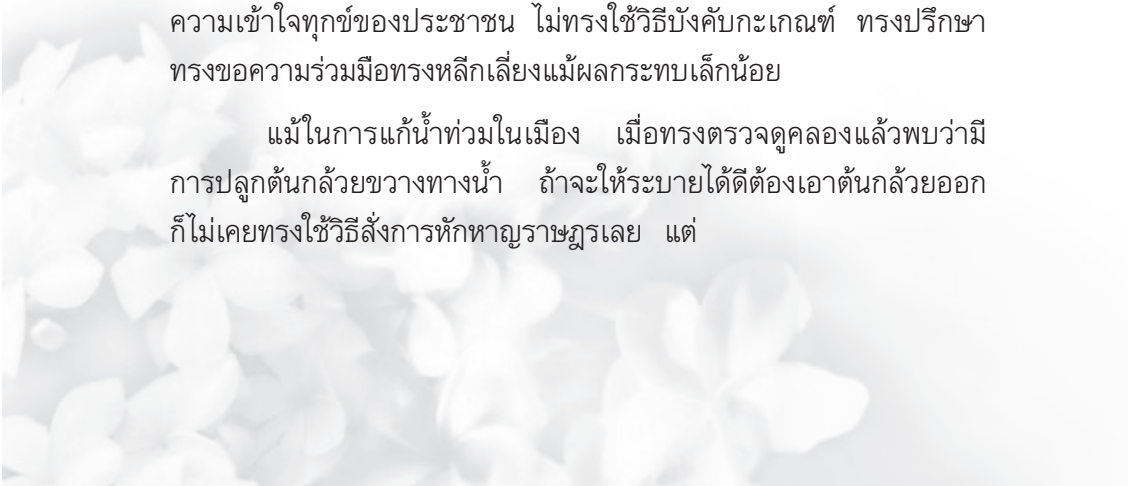 ความเข้าใจทุกข์ของประชาชน ไม่ทรงใช้วิธีบังคับกะเกณฑ์ ทรงปรึกษา
ทรงขอความร่วมมือทรงหลีกเลี่ยงแม้ผลกระทบเล็กน้อย
แม้ในการแก้น้ำท่วมในเมือง เมื่อทรงตรวจดูคลองแล้วพบว่ามี
การปลูกต้นกล้วยขวางทางน้ำ ถ้าจะให้ระบายได้ดีต้องเอาต้นกล้วยออก
ก็ไม่เคยทรงใช้วิธีสั่งการหักหาญราษฎรเลย แต่